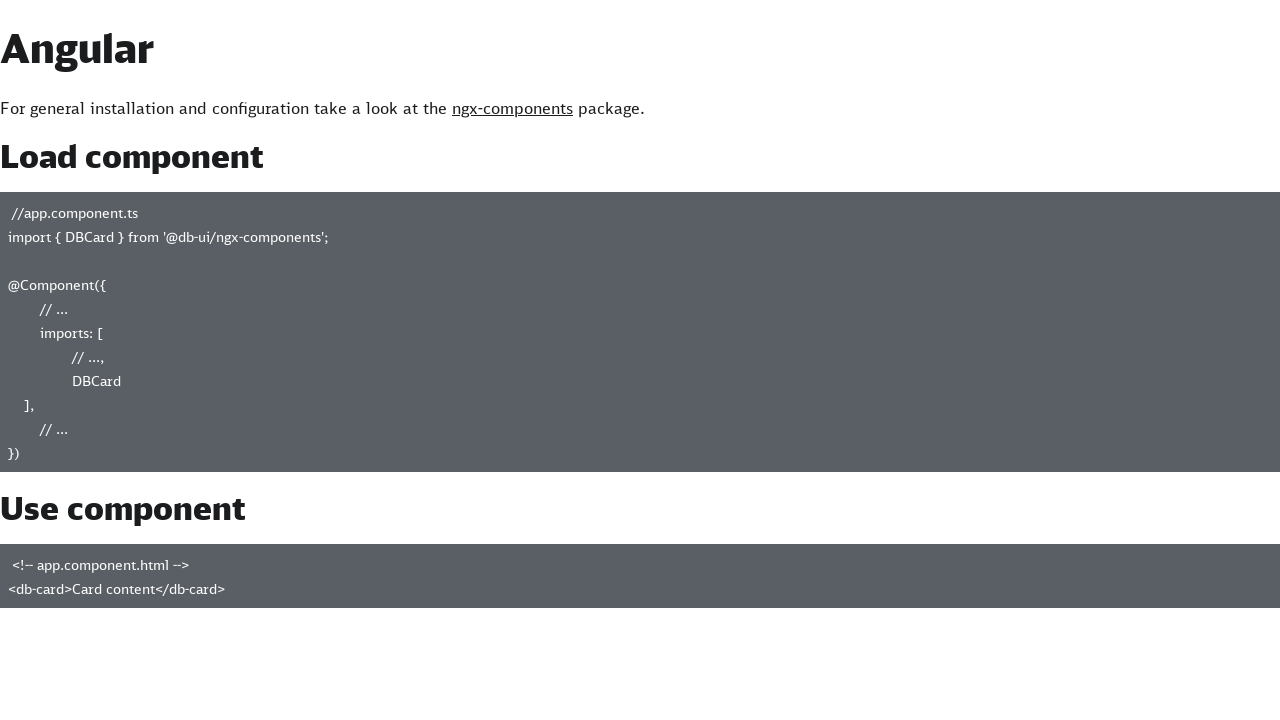 Angular
For general installation and configuration take a look at the ngx-components package.
Load component
//app.component.ts
import { DBCard } from '@db-ui/ngx-components';
@Component({
// ...
imports: [
// ...,
DBCard
],
// ...
})
Use component
<!-- app.component.html -->
<db-card>Card content</db-card>